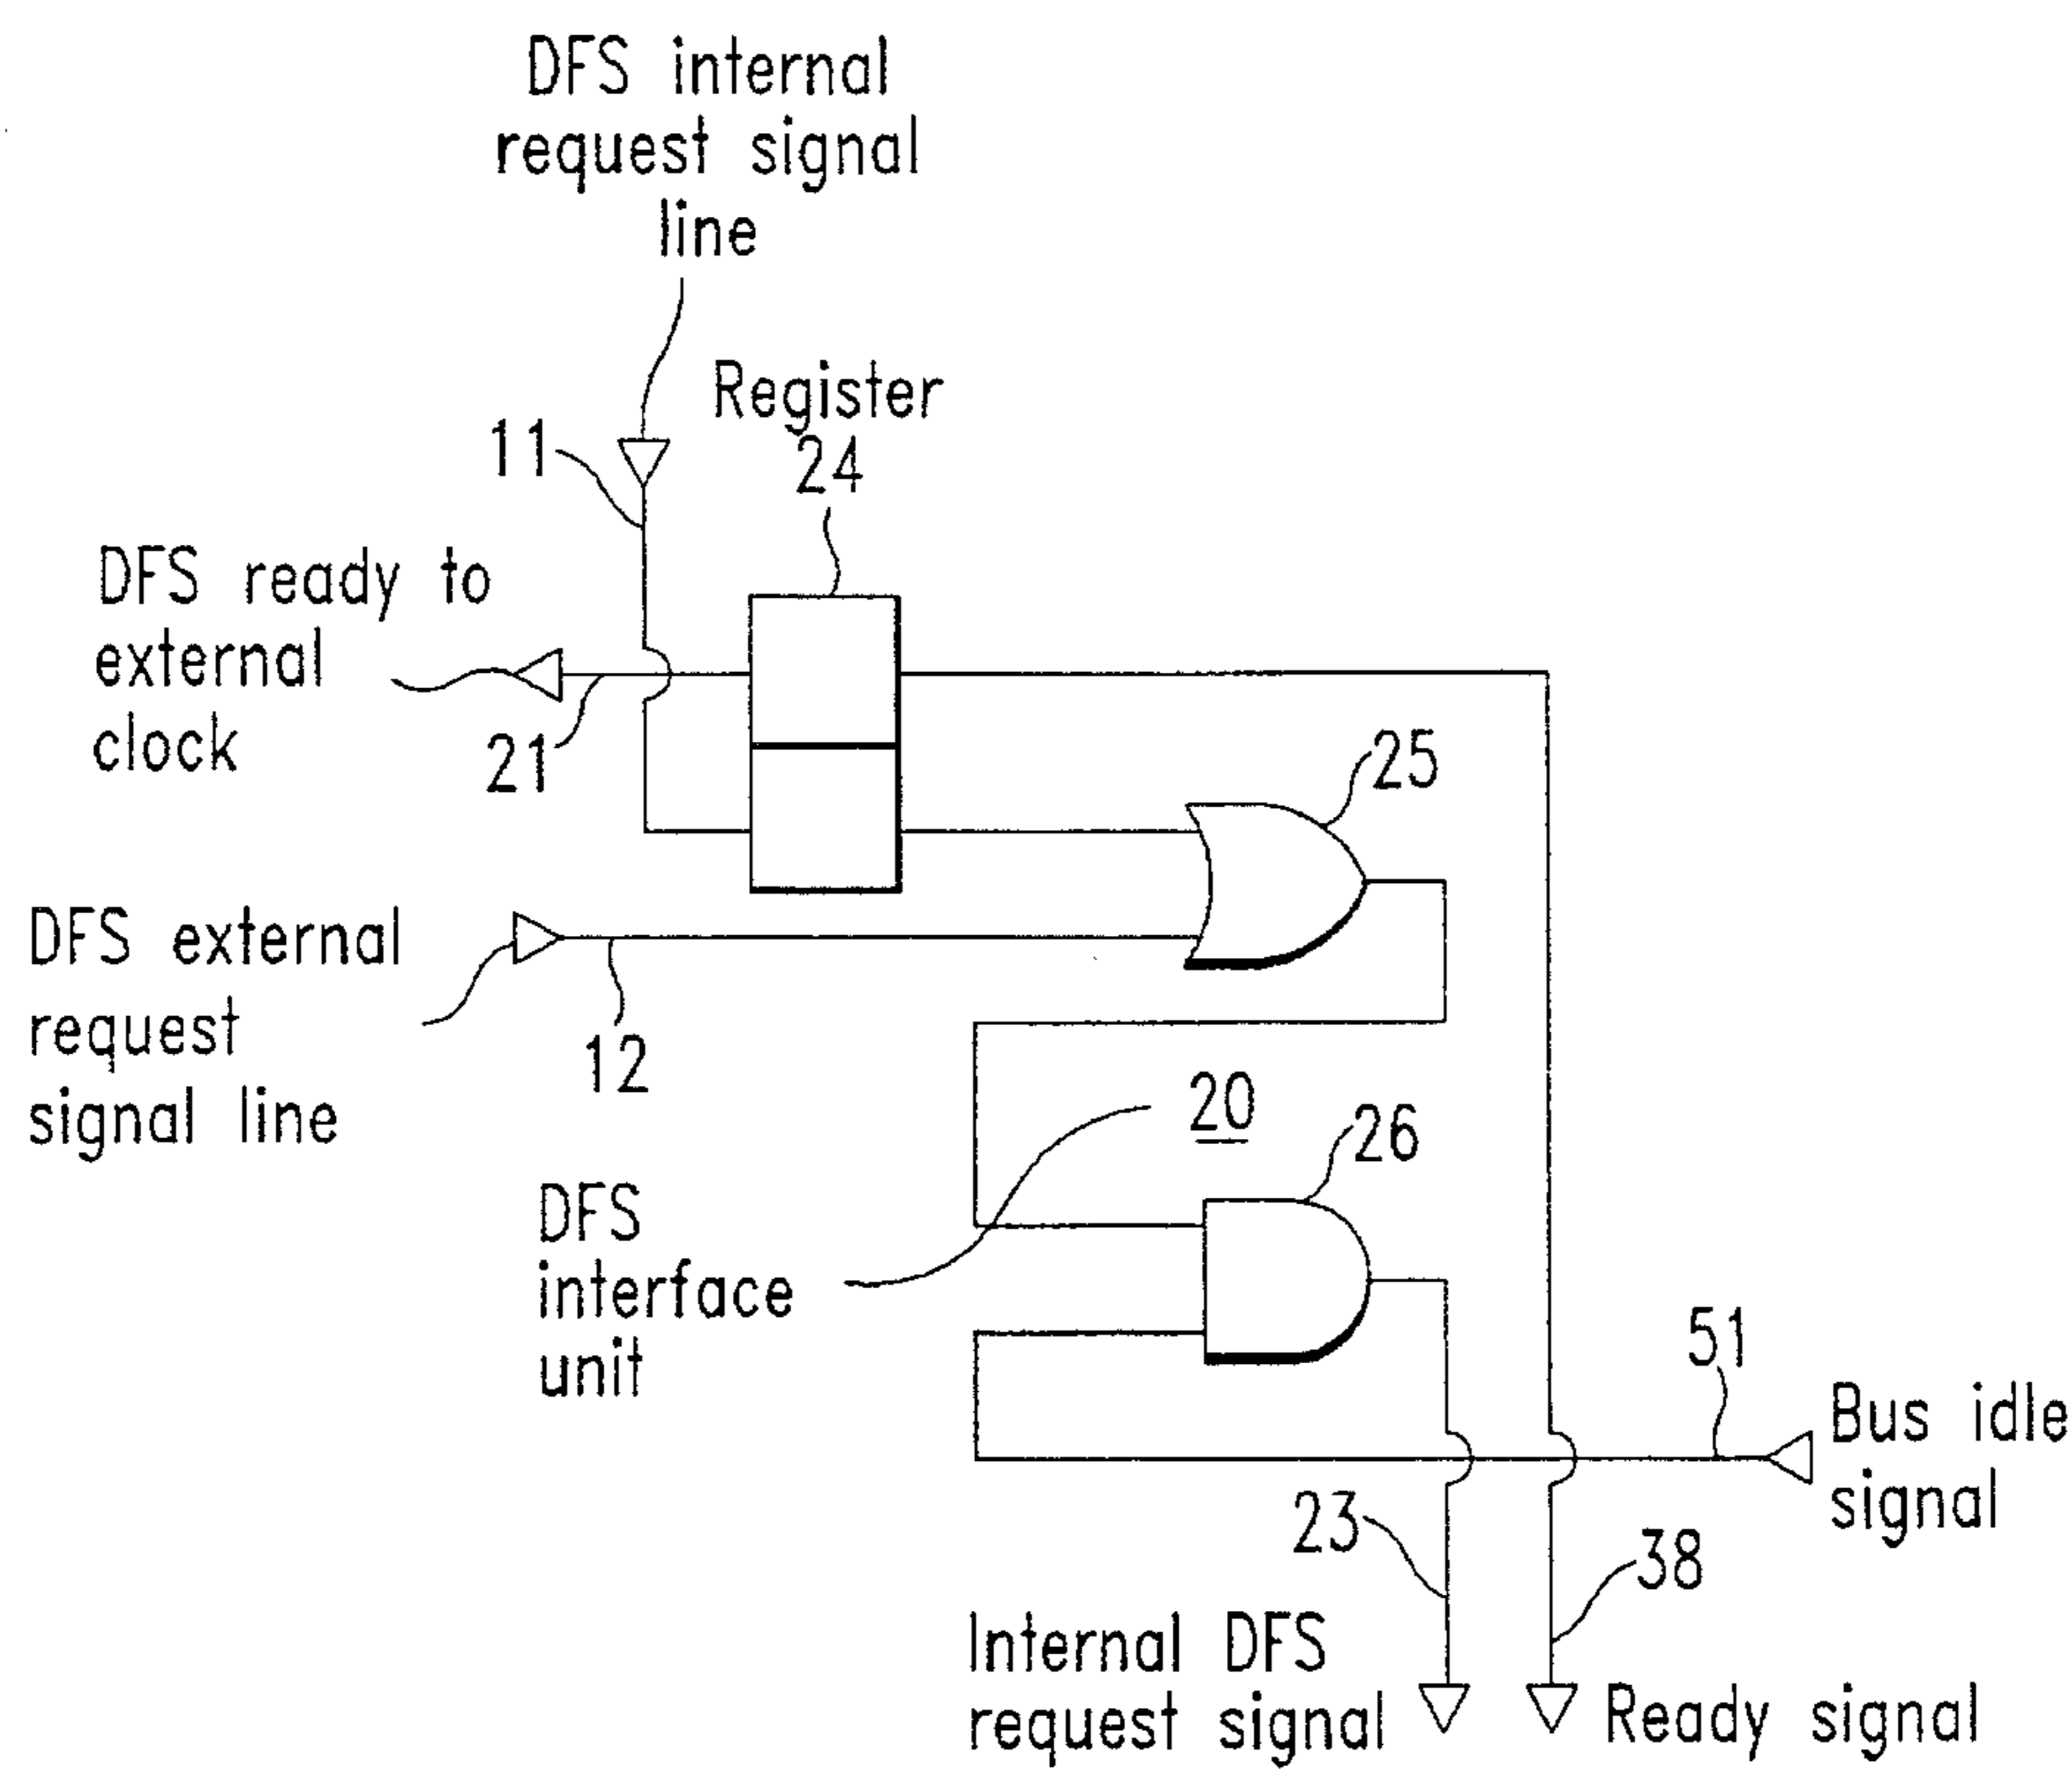 DFS internal
request signal
line
Register
24
11
DFS ready to
external
clock
21
25
DFS external
request
signal line
12
20
26
DFS
interface
unit
51
Bus idle
signal
23
38
Internal DFS
request signal
Ready signal